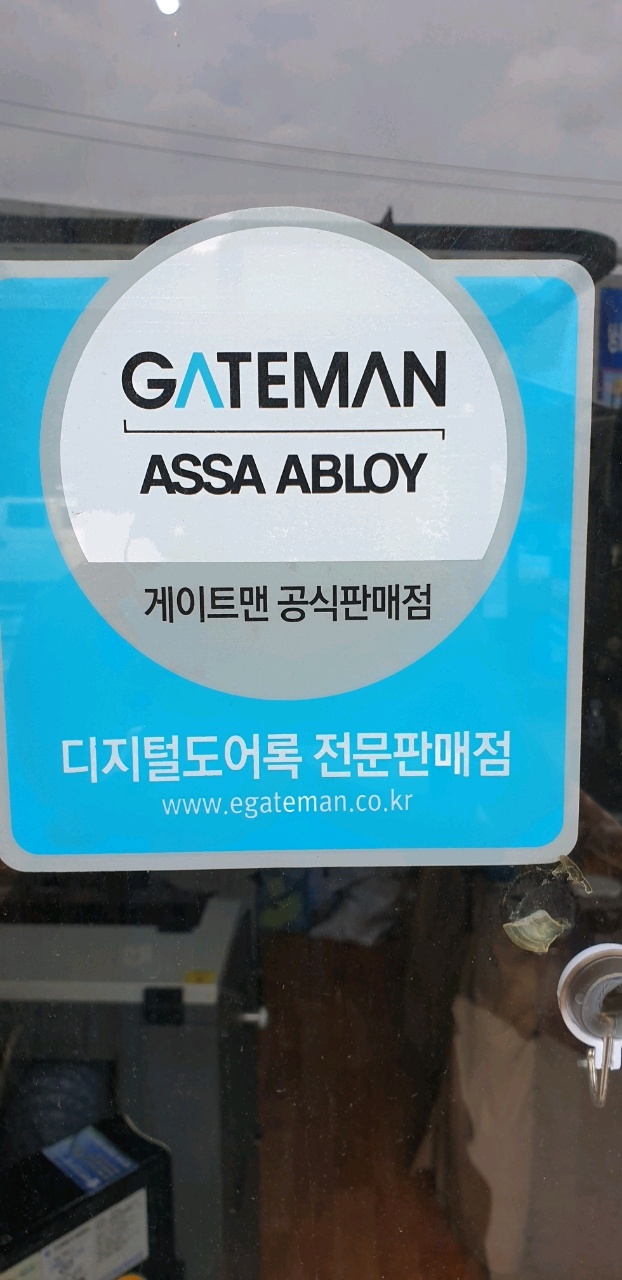 GATEMAN
ASSA ABLOY
게이트맨 공식판매점
디지털도어록 전문판매점
www.egateman.co.kr